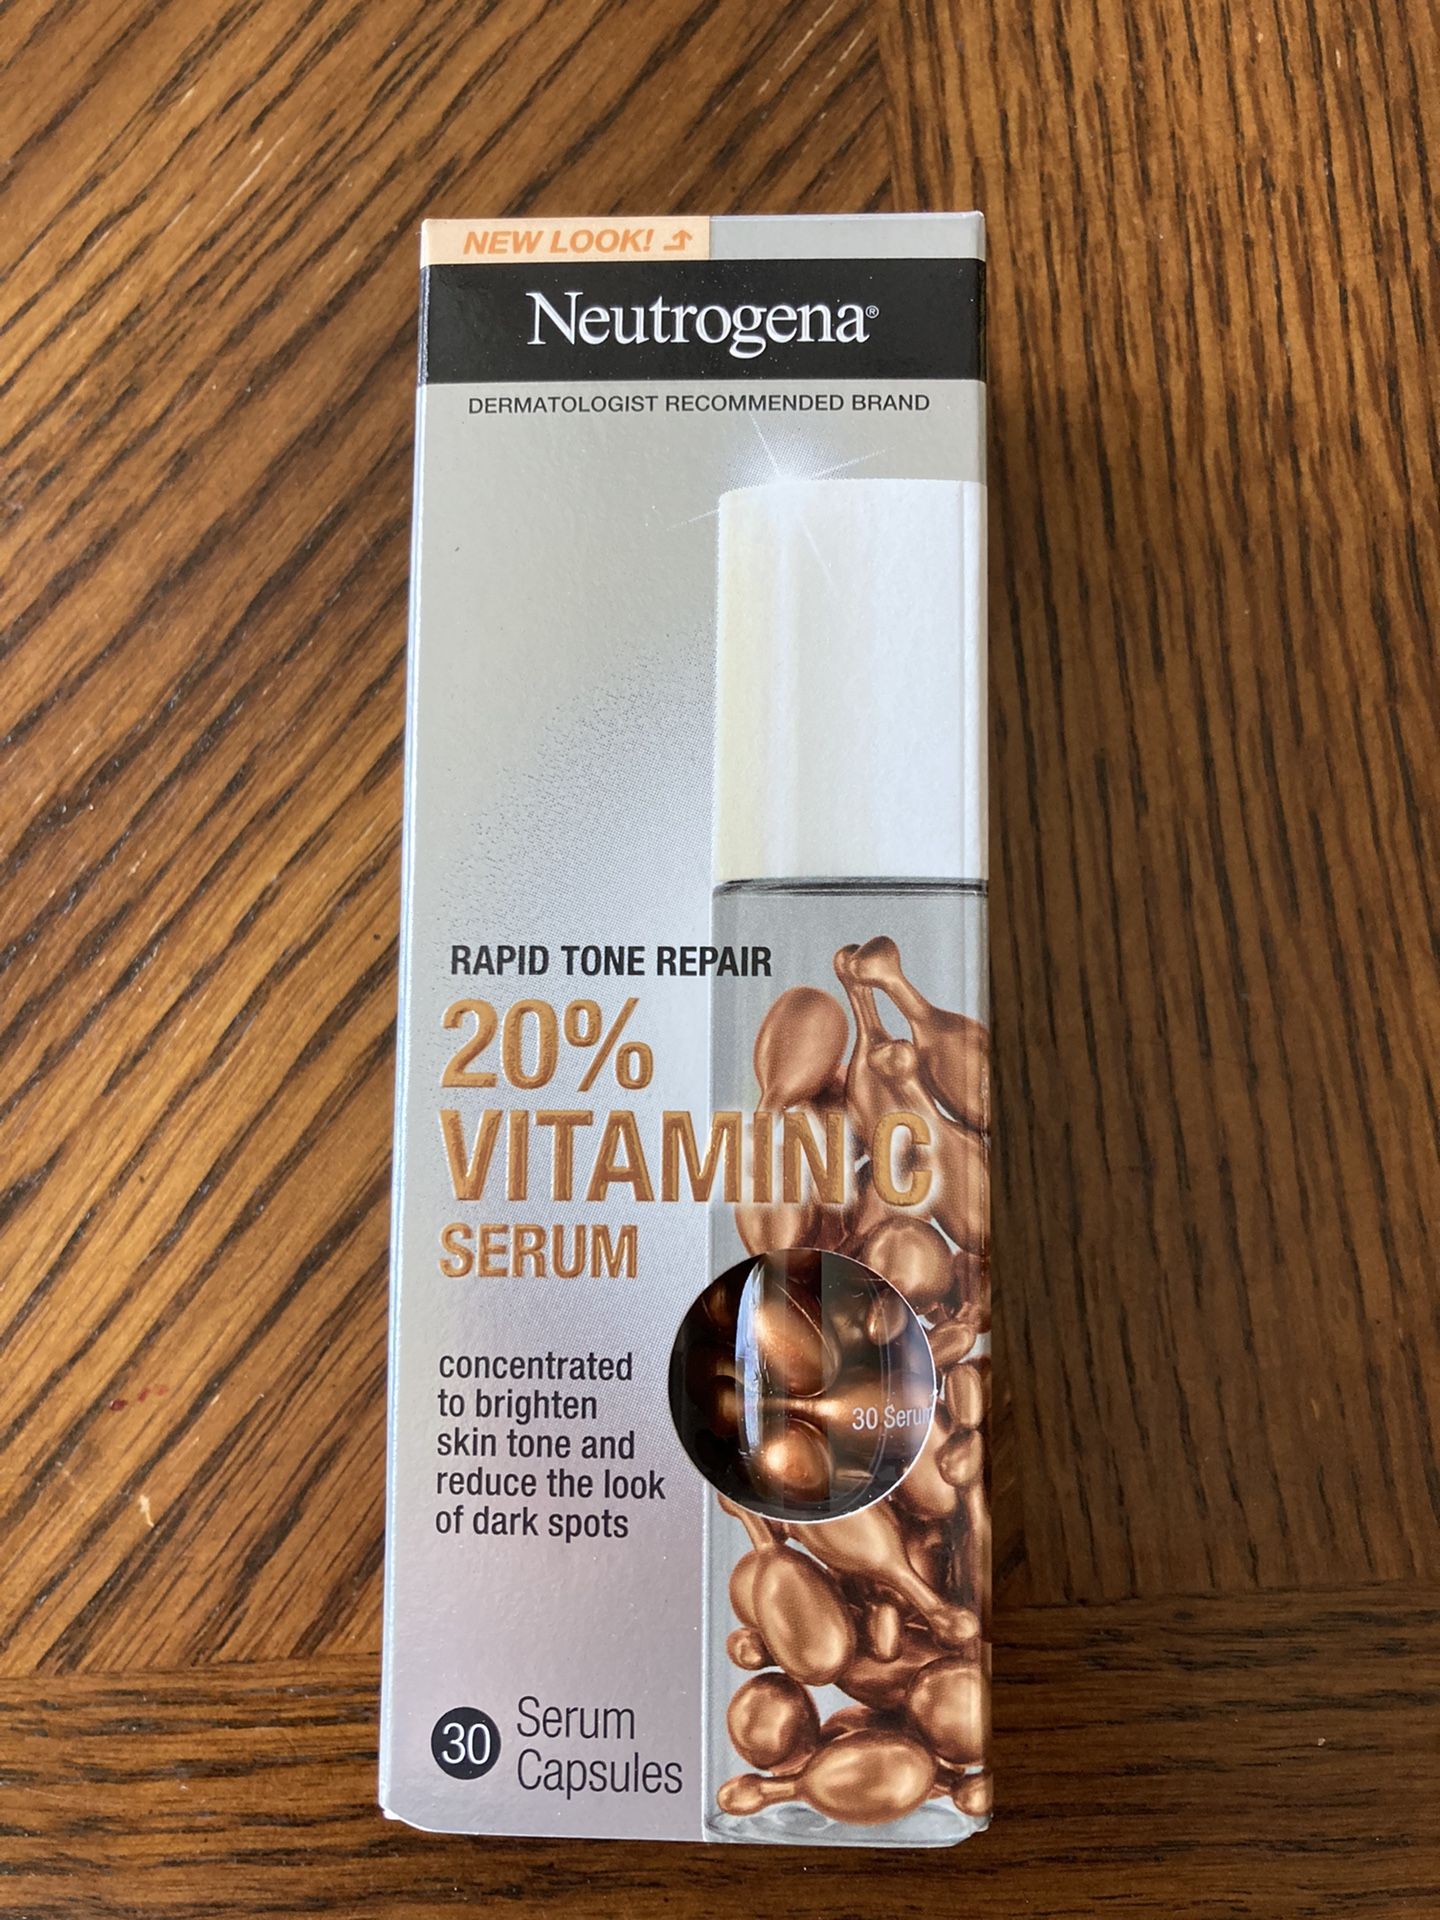 NEW LOOK!
Neutrogena®
DERMATOLOGIST RECOMMENDED BRAND
RAPID TONE REPAIR
20%
VITAMIN C
SERUM
concentrated
to brighten
skin tone and
reduce the look
of dark spots
30 Serum
30 Serum
Capsules